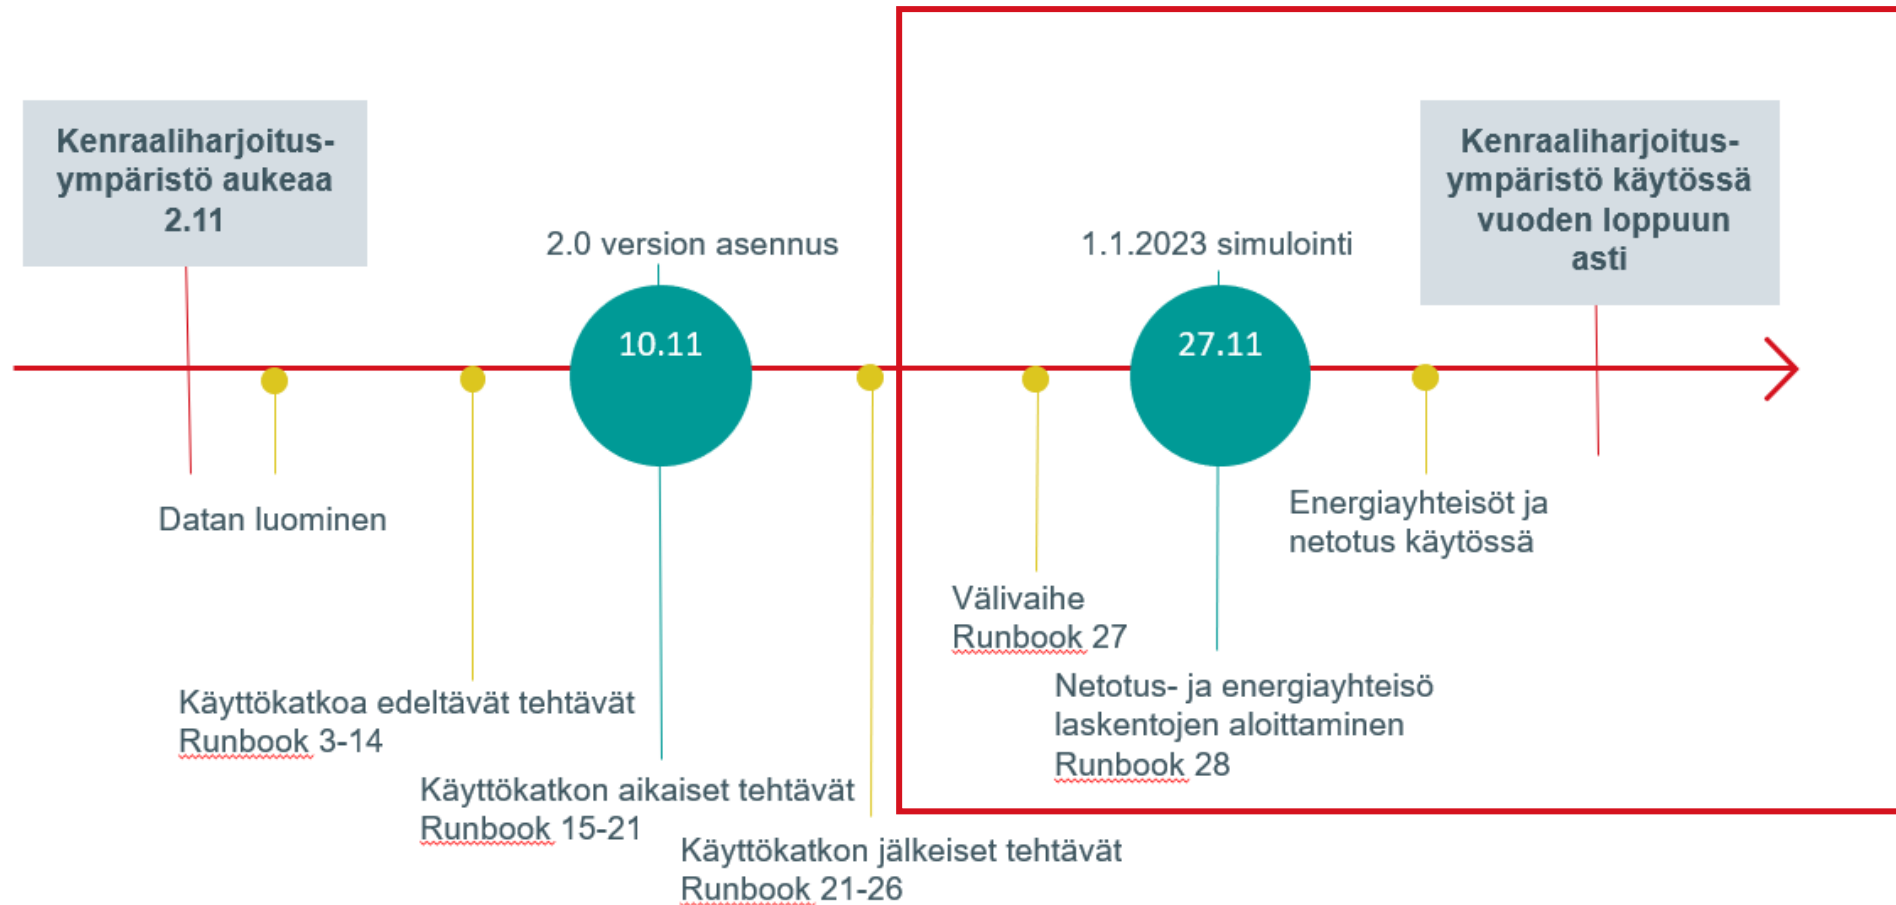 Kenraaliharjoitus-
ympäristö aukeaa
2.11
2.0 version asennus
10.11
1.1.2023 simulointi
27.11
Kenraaliharjoitus-
ympäristö käytössä
vuoden loppuun
asti
Datan luominen
Käyttökatkoa edeltävät tehtävät
Runbook 3-14
Käyttökatkon aikaiset tehtävät
Runbook 15-21
Käyttökatkon jälkeiset tehtävät
Runbook 21-26
Välivaihe
Runbook 27
Netotus- ja energiayhteisö
laskentojen aloittaminen
Runbook 28
Energiayhteisöt ja
netotus käytössä